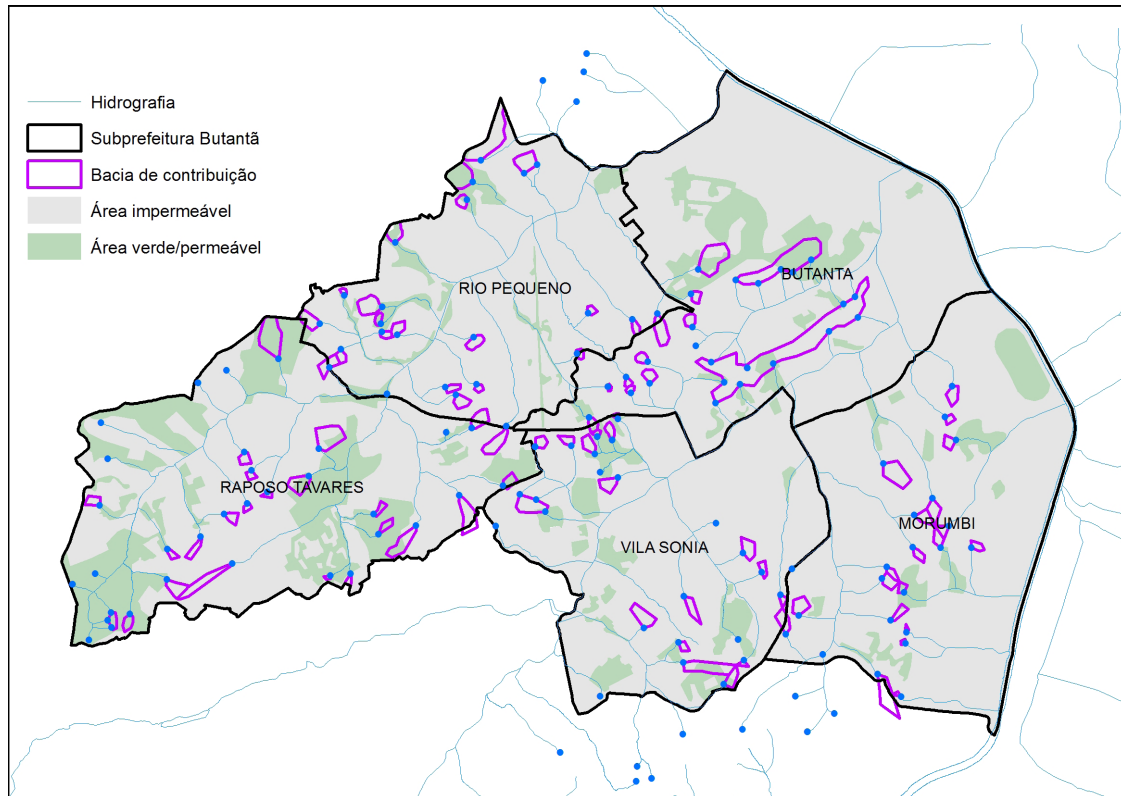 Hidrografia
Subprefeitura Butantã
Bacia de contribuição
Área impermeável
Área verde/permeável
RIO PEQUENO
BUTANTA
RAPOSO TAVARES
VILA SONIA
MORUMBI